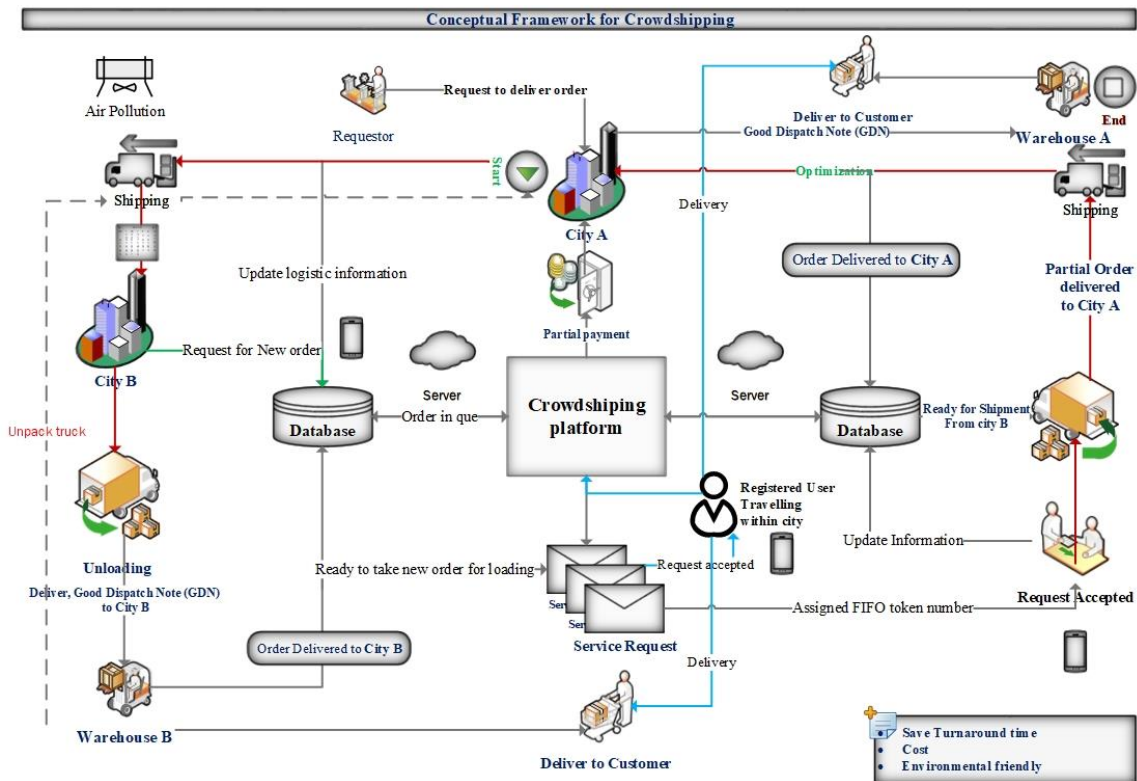 Conceptual Framework for Crowdshipping
Air Pollution
Requestor
Request to deliver order
Deliver to Customer
Good Dispatch Note (GDN)
End
Warehouse A
Start
Optimization
Shipping
Shipping
Delivery
City A
Update logistic information
Order Delivered to City A
Partial Order
delivered
to City A
Partial payment
Request for New order
City B
Server
Server
Unpack truck
Database
Order in que
Crowdshiping
platform
Database
Ready for Shipment
From city B
Registered User
Travelling
within city
Unloading
Deliver, Good Dispatch Note (GDN)
to City B
Ready to take new order for loading
Request accepted
Update Information
Ser
Ser
Service Request
Assigned FIFO token number
Request Accepted
Order Delivered to City B
Delivery
Warehouse B
Deliver to Customer
• Save Turnaround time
• Cost
• Environmental friendly